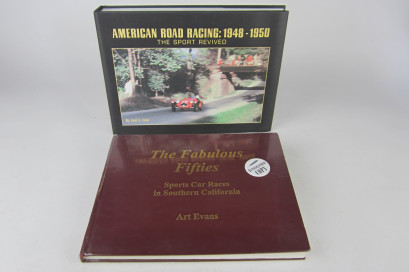 AMERICAN ROAD RACING: 1948-1950
THE SPORT REVIVED
The Fabulous
Fifties
Sports Car Races
in Southern California
Art Evans